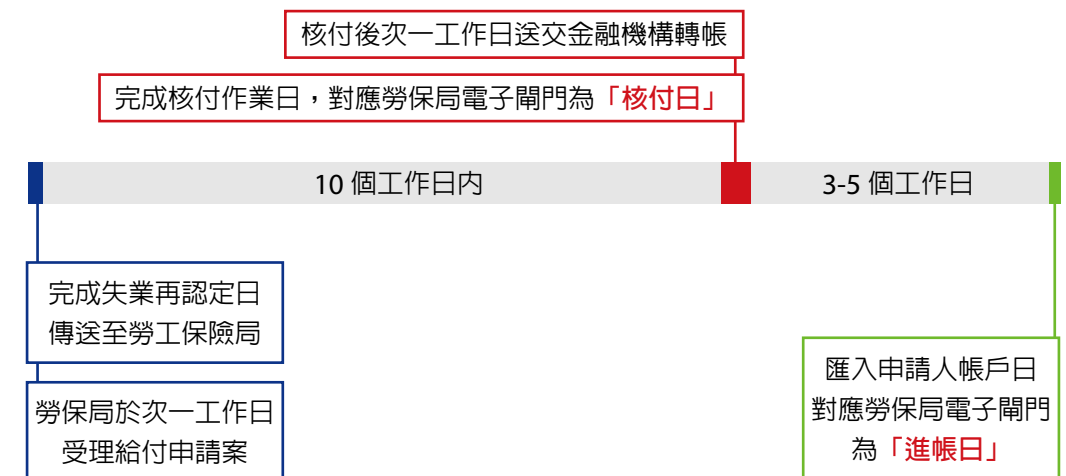 核付後次一工作日送交金融機構轉帳
完成核付作業日，對應勞保局電子閘門為「核付日」
10 個工作日内
3-5 個工作日
完成失業再認定日
傳送至勞工保險局
勞保局於次一工作日
受理給付申請案
匯入申請人帳戶日
對應勞保局電子閘門
為「進帳日」